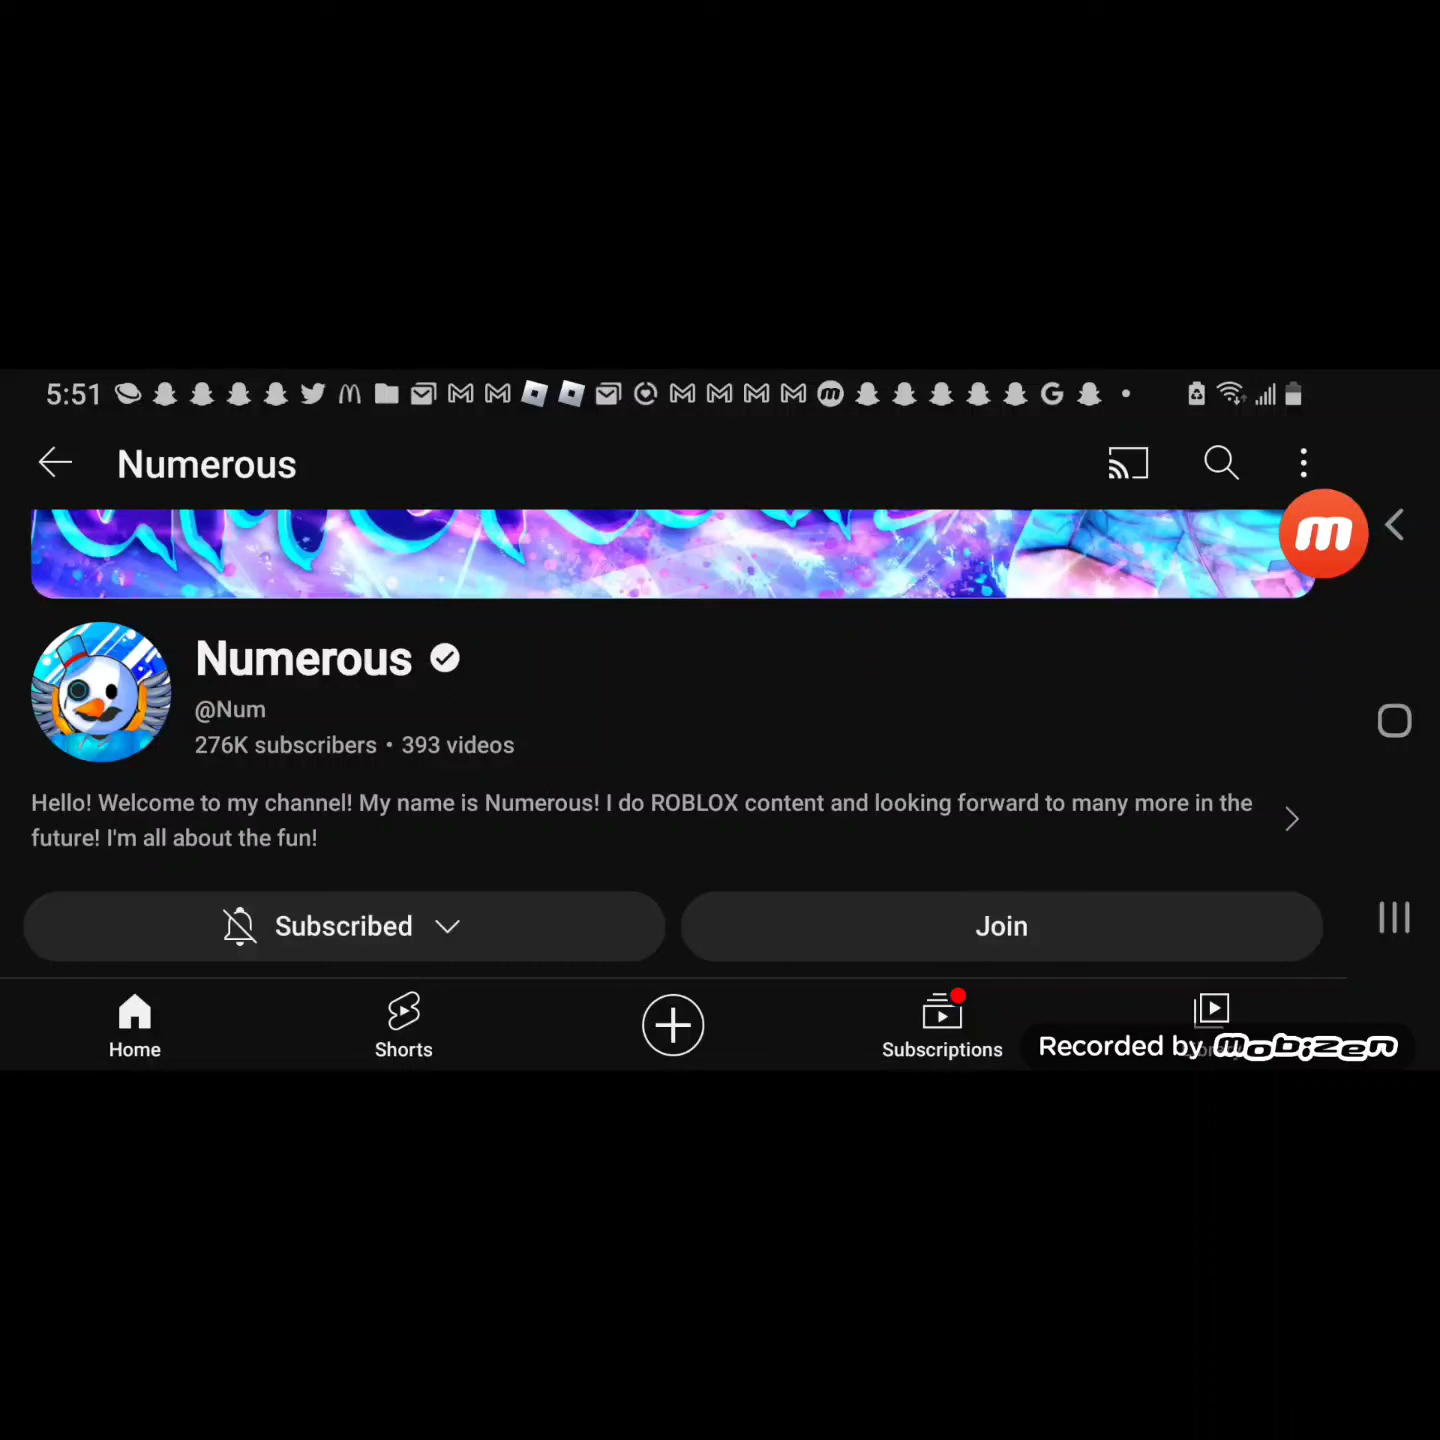 5:51
Numerous
Numerous
@Num
276K subscribers • 393 videos
Hello! Welcome to my channel! My name is Numerous! I do ROBLOX content and looking forward to many more in the
future! I'm all about the fun!
Subscribed
Join
Home
Shorts
Subscriptions
Recorded by mobizen